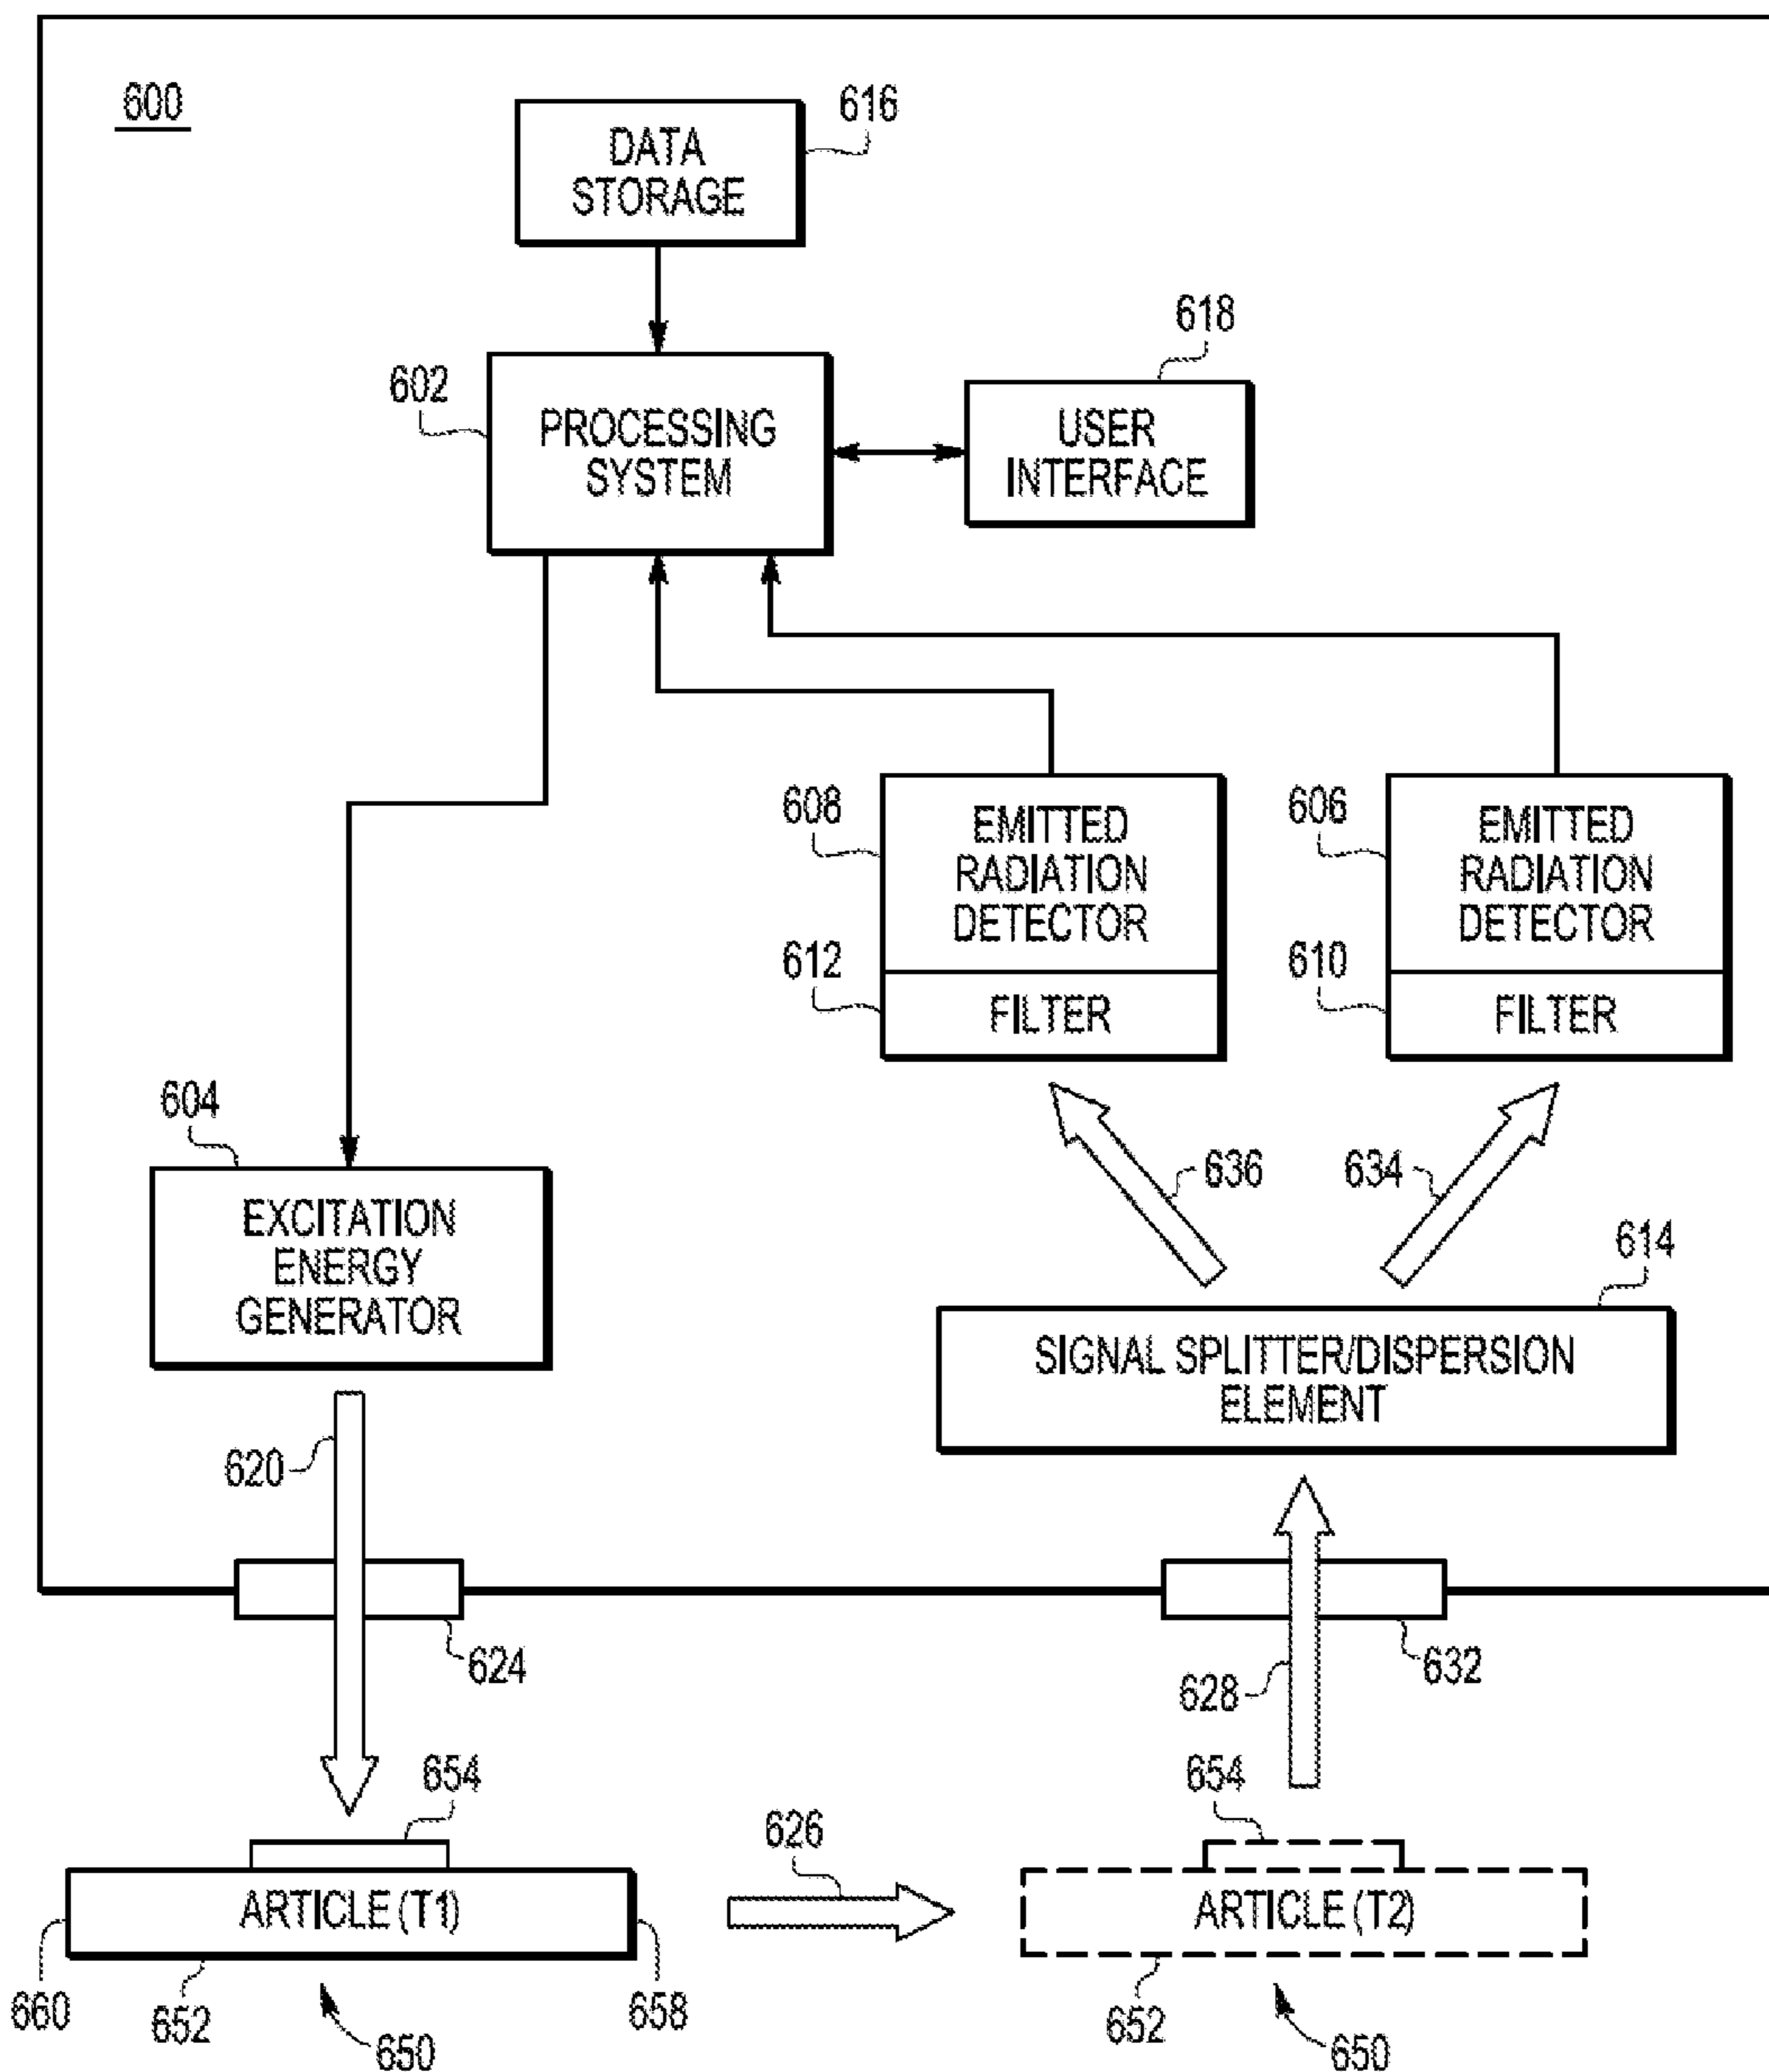 600
616
DATA
STORAGE
618
602
PROCESSING
SYSTEM
USER
INTERFACE
608
EMITTED
RADIATION
DETECTOR
606
EMITTED
RADIATION
DETECTOR
612
FILTER
610
FILTER
604
EXCITATION
ENERGY
GENERATOR
636
634
614
SIGNAL SPLITTER/DISPERSION
ELEMENT
620
624
628
632
654
654
626
ARTICLE (T1)
ARTICLE (T2)
660
652
650
658
652
650